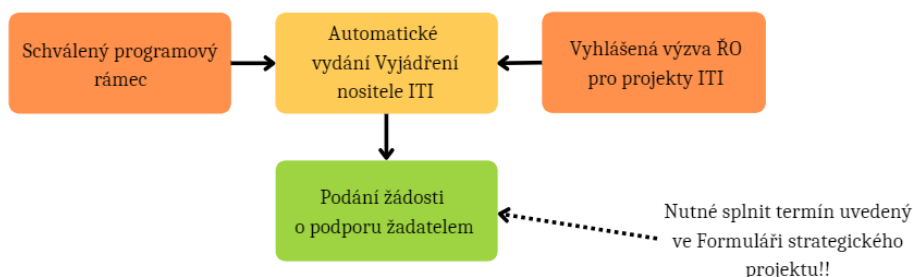 Schválený programový
rámec
Automatické
vydání Vyjádření
nositele ITI
Vyhlášená výzva ŘO
pro projekty ITI
Podání žádosti
o podporu žadatelem
Nutné splnit termín uvedený
ve Formuláři strategického
projektu!!